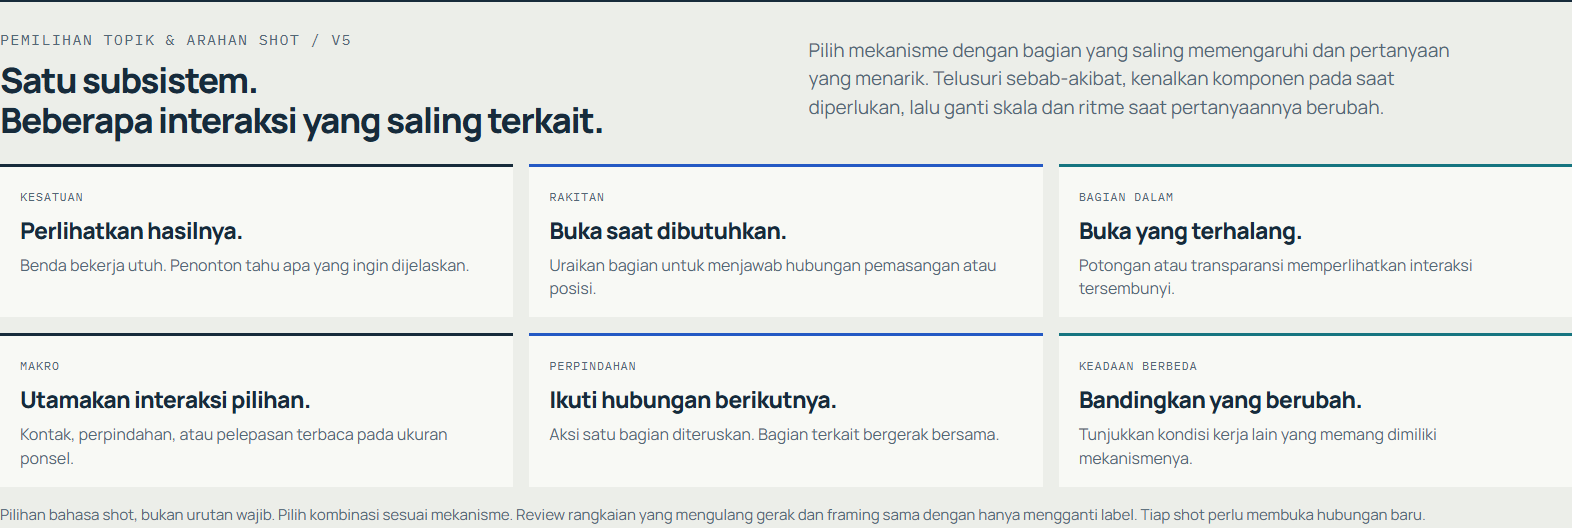 PEMILIHAN TOPIK & ARAHAN SHOT / V5
Satu subsistem.
Beberapa interaksi yang saling terkait.
Pilih mekanisme dengan bagian yang saling memengaruhi dan pertanyaan
yang menarik. Telusuri sebab-akibat, kenalkan komponen pada saat
diperlukan, lalu ganti skala dan ritme saat pertanyaannya berubah.
KESATUAN
Perlihatkan hasilnya.
Benda bekerja utuh. Penonton tahu apa yang ingin dijelaskan.
RAKITAN
Buka saat dibutuhkan.
Uraikan bagian untuk menjawab hubungan pemasangan atau
posisi.
BAGIAN DALAM
Buka yang terhalang.
Potongan atau transparansi memperlihatkan interaksi
tersembunyi.
MAKRO
Utamakan interaksi pilihan.
Kontak, perpindahan, atau pelepasan terbaca pada ukuran
ponsel.
PERPINDAHAN
Ikuti hubungan berikutnya.
Aksi satu bagian diteruskan. Bagian terkait bergerak bersama.
KEADAAN BERBEDA
Bandingkan yang berubah.
Tunjukkan kondisi kerja lain yang memang dimiliki
mekanismenya.
Pilihan bahasa shot, bukan urutan wajib. Pilih kombinasi sesuai mekanisme. Review rangkaian yang mengulang gerak dan framing sama dengan hanya mengganti label. Tiap shot perlu membuka hubungan baru.